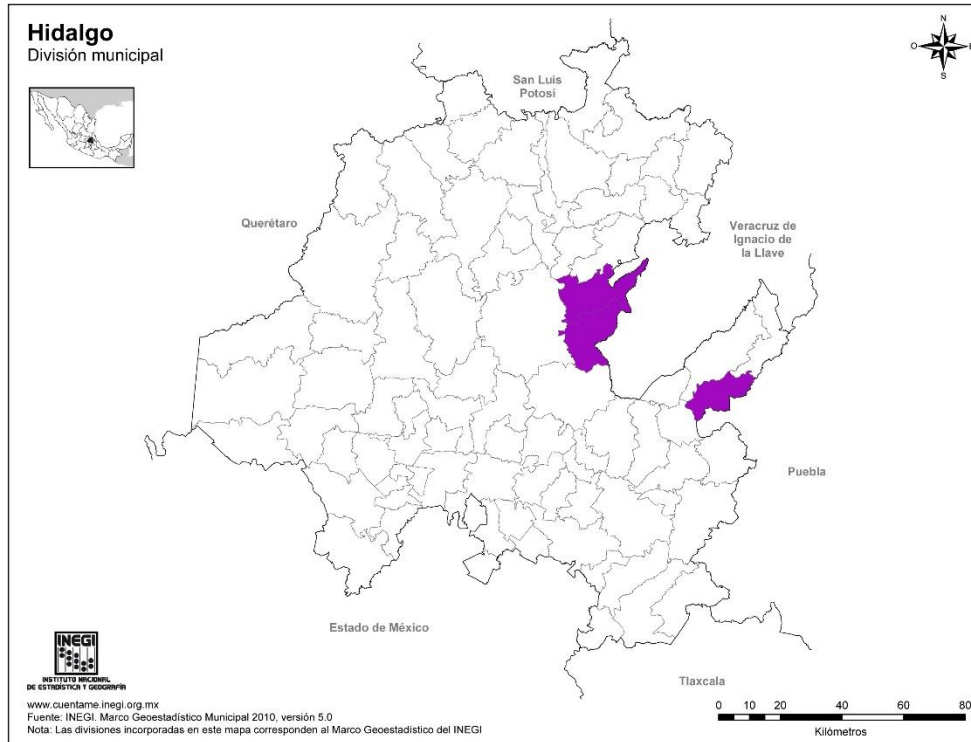 Hidalgo
División municipal
N
O
E
S
San Luis
Potosí
Querétaro
Veracruz de
Ignacio de
la Llave
Puebla
Estado de México
Tlaxcala
INEGI
INSTITUTO NACIONAL
DE ESTADÍSTICA Y GEOGRAFÍA
www.cuentame.inegi.org.mx
Fuente: INEGI. Marco Geoestadístico Municipal 2010, versión 5.0
Nota: Las divisiones incorporadas en este mapa corresponden al Marco Geoestadístico del INEGI
0 10 20 40 60 80
Kilómetros